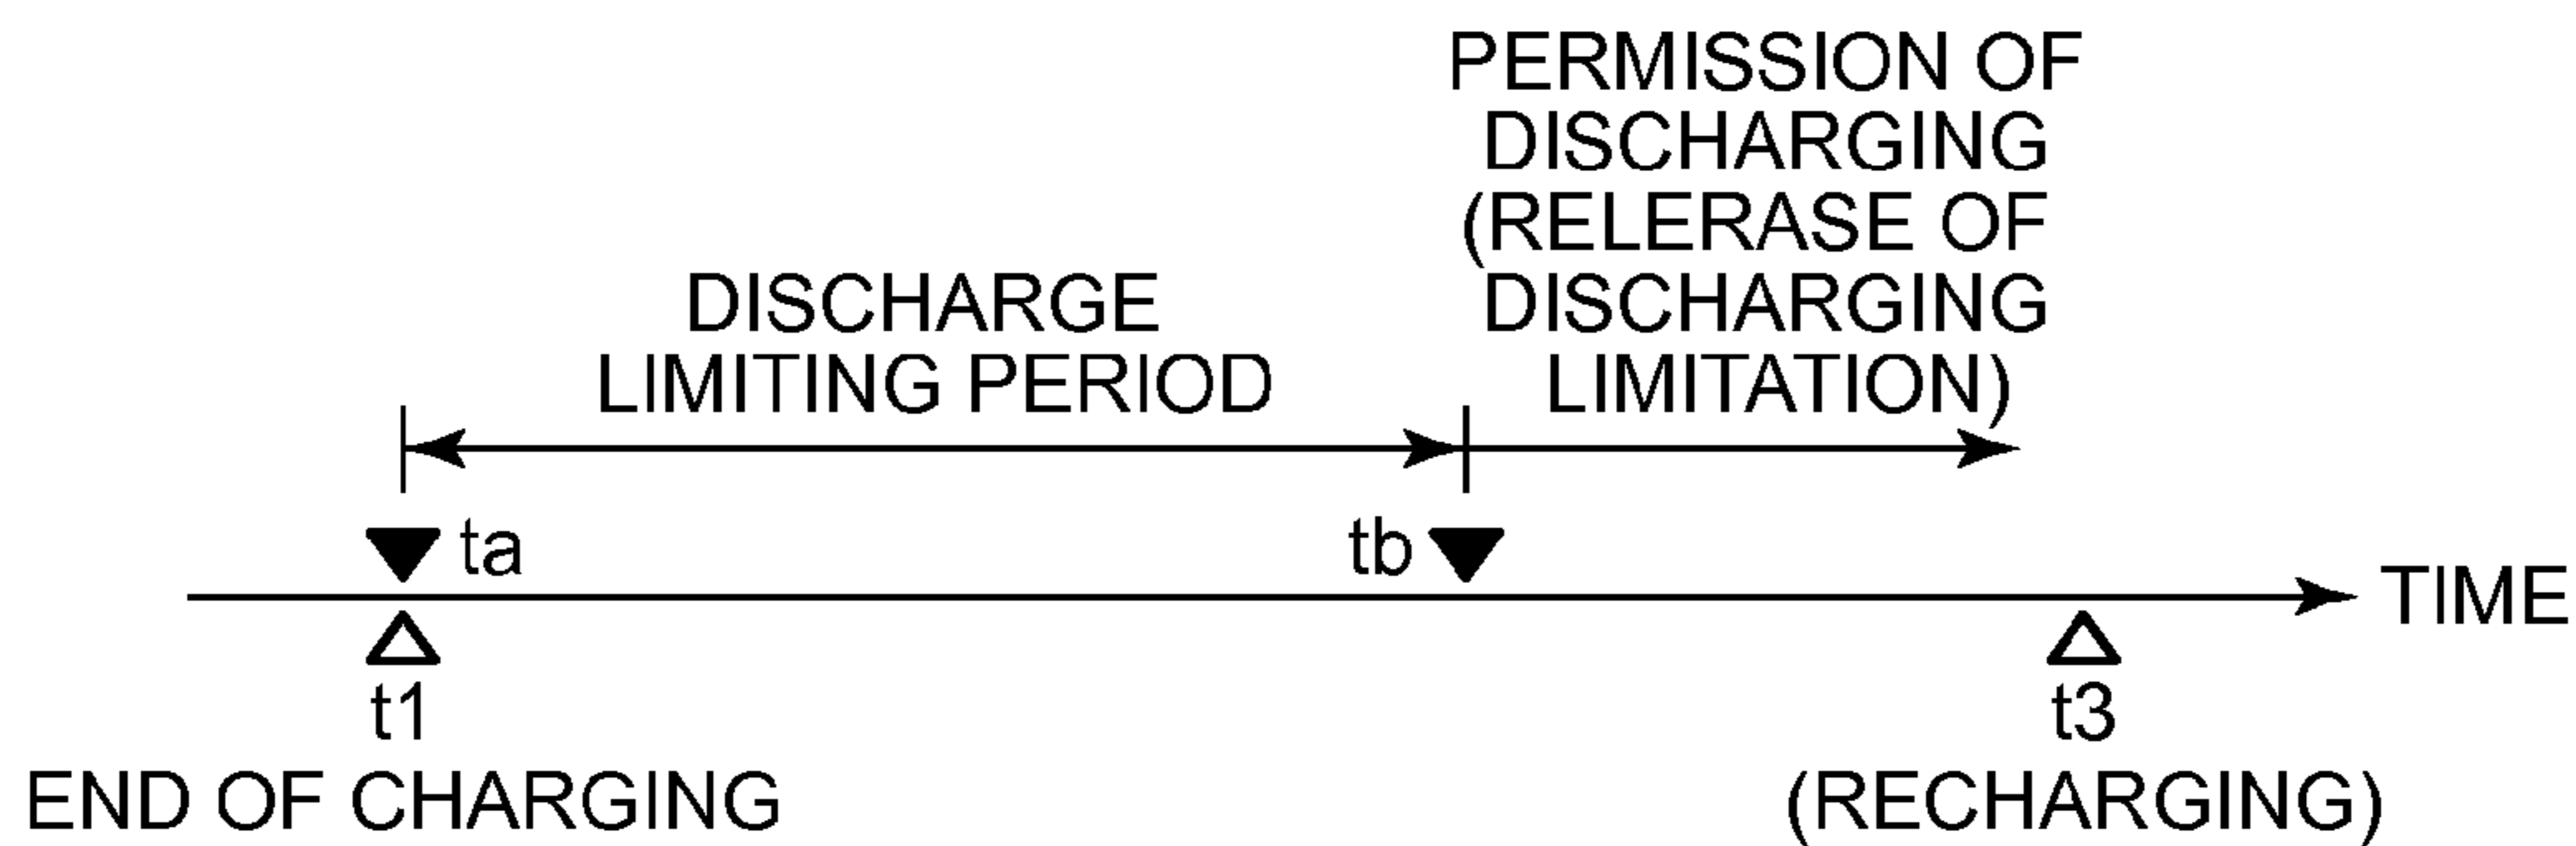 PERMISSION OF
DISCHARGING
(RELERASE OF
DISCHARGING
LIMITATION)
DISCHARGE
LIMITING PERIOD
ta
tb
TIME
t1
END OF CHARGING
t3
(RECHARGING)